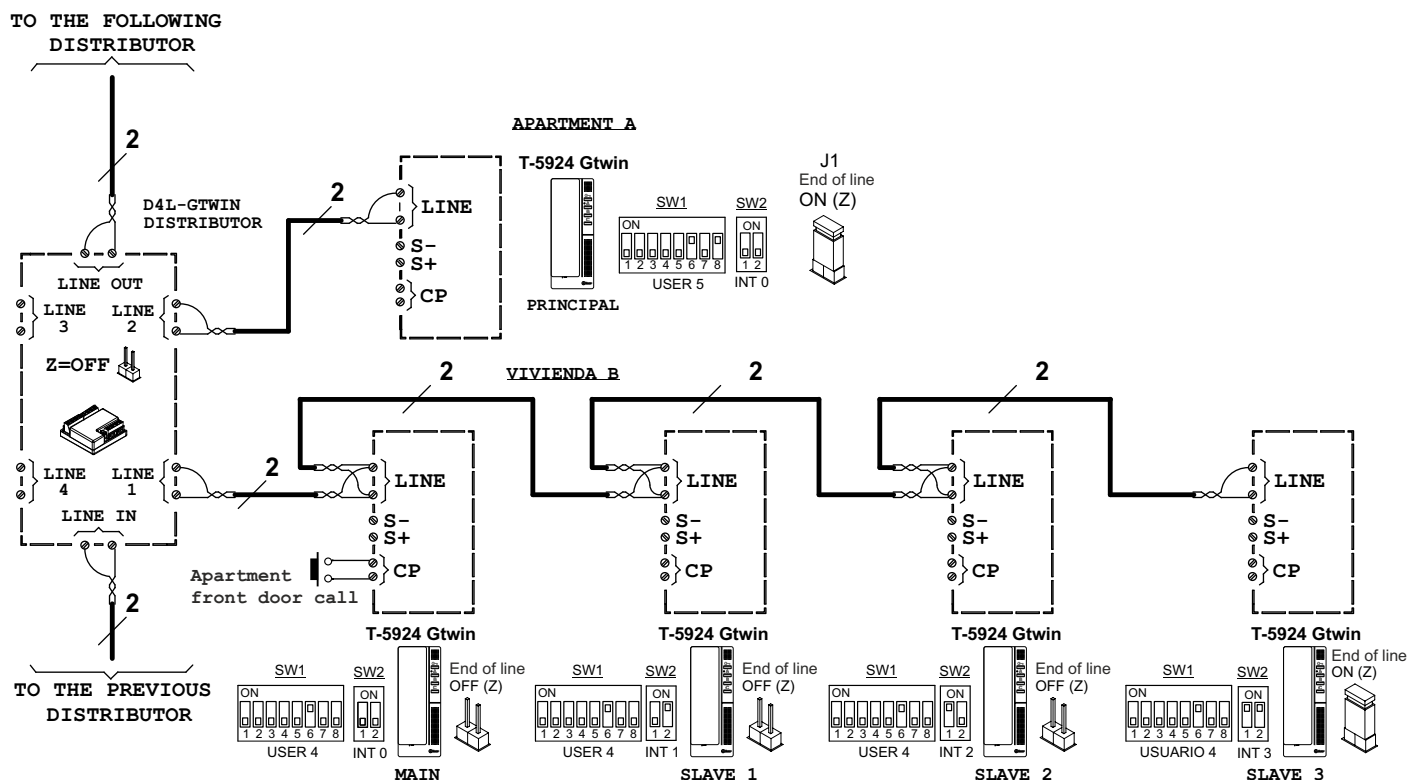 TO THE FOLLOWING
DISTRIBUTOR
2
D4L-GTWIN
DISTRIBUTOR
LINE OUT
LINE
3
LINE
2
Z=OFF
LINE
4
LINE
1
LINE IN
2
TO THE PREVIOUS
DISTRIBUTOR
APARTMENT A
2
LINE
S-
S+
CP
T-5924 Gtwin
PRINCIPAL
SW1
ON
1 2 3 4 5 6 7 8
USER 5
SW2
ON
1 2
INT 0
J1
End of line
ON (Z)
VIVIENDA B
2
2
2
2
LINE
S-
S+
CP
Apartment
front door call
LINE
S-
S+
CP
LINE
S-
S+
CP
LINE
S-
S+
CP
T-5924 Gtwin
SW1
ON
1 2 3 4 5 6 7 8
USER 4
SW2
ON
1 2
INT 0
End of line
OFF (Z)
MAIN
T-5924 Gtwin
SW1
ON
1 2 3 4 5 6 7 8
USER 4
SW2
ON
1 2
INT 1
End of line
OFF (Z)
SLAVE 1
T-5924 Gtwin
SW1
ON
1 2 3 4 5 6 7 8
USER 4
SW2
ON
1 2
INT 2
End of line
OFF (Z)
SLAVE 2
T-5924 Gtwin
SW1
ON
1 2 3 4 5 6 7 8
USUARIO 4
SW2
ON
1 2
INT 3
End of line
ON (Z)
SLAVE 3